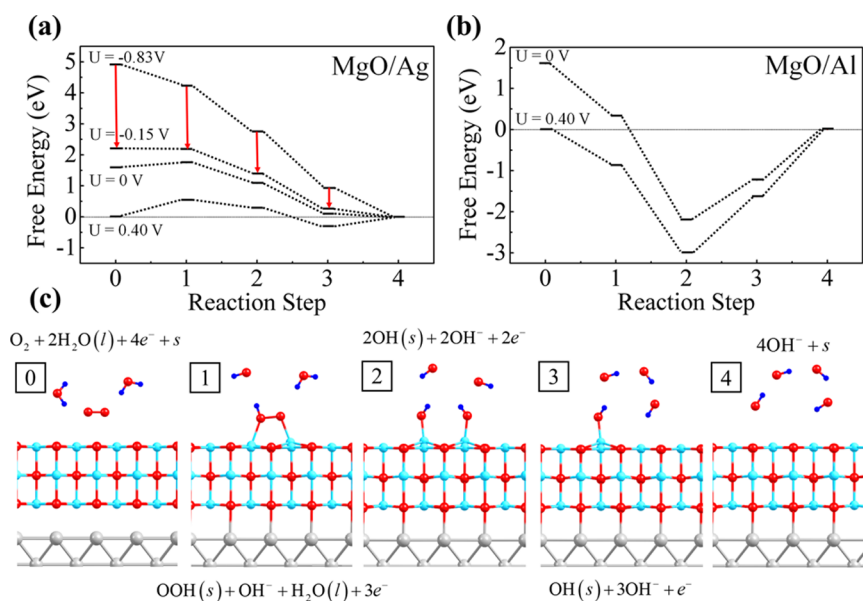 (a)
U = -0.83V
MgO/Ag
U = -0.15 V
U = 0 V
U = 0.40 V
5
4
3
2
1
0
-1
Free Energy (eV)
0 1 2 3 4
Reaction Step
(b)
U = 0 V
MgO/Al
U = 0.40 V
2
1
0
-1
-2
-3
Free Energy (eV)
0 1 2 3 4
Reaction Step
(c)
O₂ + 2H₂O(l) + 4e⁻ + s
2OH(s) + 2OH⁻ + 2e⁻
4OH⁻ + s
0
1
2
3
4
OOH(s) + OH⁻ + H₂O(l) + 3e⁻
OH(s) + 3OH⁻ + e⁻